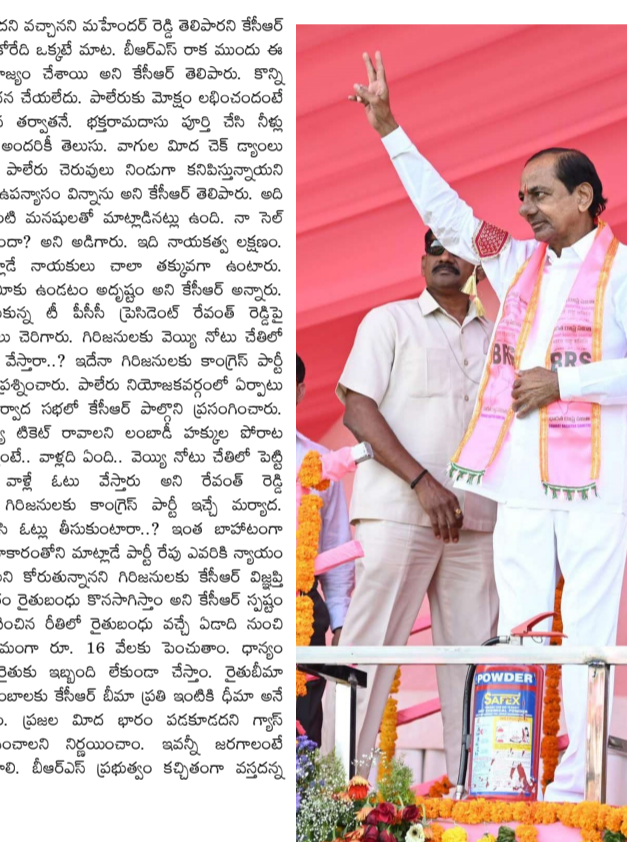 దని వచ్చానని మహేందర్ రెడ్డి తెలిపారని కేసీఆర్
కోరేది ఒక్కటే మాట. బీఆర్ఎస్ రాక ముందు ఈ
జ్యం చేశాయి అని కేసీఆర్ తెలిపారు. కొన్ని
న చేయలేదు. పాలేరుకు మోక్షం లభించందంటే
తర్వాతనే. భక్తరామదాసు పూర్తి చేసి నీళ్లు
అందరికీ తెలుసు. వాగుల మీద చెక్ డ్యాంలు
పాలేరు చెరువులు నిండుగా కనిపిస్తున్నాయని
ఉపన్యాసం విన్నాను అని కేసీఆర్ తెలిపారు. అది
టి మనషులతో మాట్లాడినట్లు ఉంది. నా సెల్
దా? అని అడిగారు. ఇది నాయకత్వ లక్షణం.
డే నాయకులు చాలా తక్కువగా ఉంటారు.
కు ఉండటం అదృష్టం అని కేసీఆర్ అన్నారు.
కున్న టీ పీసీసీ ప్రెసిడెంట్ రేవంత్ రెడ్డిపై
లు చెరిగారు. గిరిజనులకు వెయ్యి నోటు చేతిలో
వేస్తారా..? ఇదేనా గిరిజనులకు కాంగ్రెస్ పార్టీ
ప్రశ్నించారు. పాలేరు నియోజకవర్గంలో ఏర్పాటు
ర్వాద సభలో కేసీఆర్ పాల్గొని ప్రసంగించారు.
టికెట్ రావాలని లంబాడీ హక్కుల పోరాట
టే.. వాళ్లది ఏంది.. వెయ్యి నోటు చేతిలో పెట్టి
వాళ్లే ఓటు వేస్తారు అని రేవంత్ రెడ్డి
గిరిజనులకు కాంగ్రెస్ పార్టీ ఇచ్చే మర్యాద.
సి ఓట్లు తీసుకుంటారా..? ఇంత బాహాటంగా
కారంతోని మాట్లాడే పార్టీ రేపు ఎవరికి న్యాయం
ని కోరుతున్నానని గిరిజనులకు కేసీఆర్ విజ్ఞప్తి
రైతుబంధు కొనసాగిస్తాం అని కేసీఆర్ స్పష్టం
చిన రీతిలో రైతుబంధు వచ్చే ఏడాది నుంచి
మంగా రూ. 16 వేలకు పెంచుతాం. ధాన్యం
రైతుకు ఇబ్బంది లేకుండా చేస్తాం. రైతుబీమా
ంబాలకు కేసీఆర్ బీమా ప్రతి ఇంటికి ధీమా అనే
ప్రజల మీద భారం పడకూడదని గ్యాస్
చాలని నిర్ణయించాం. ఇవన్నీ జరగాలంటే
లి. బీఆర్ఎస్ ప్రభుత్వం కచ్చితంగా వస్తదన్న
BRS
POWDER
SAFEX